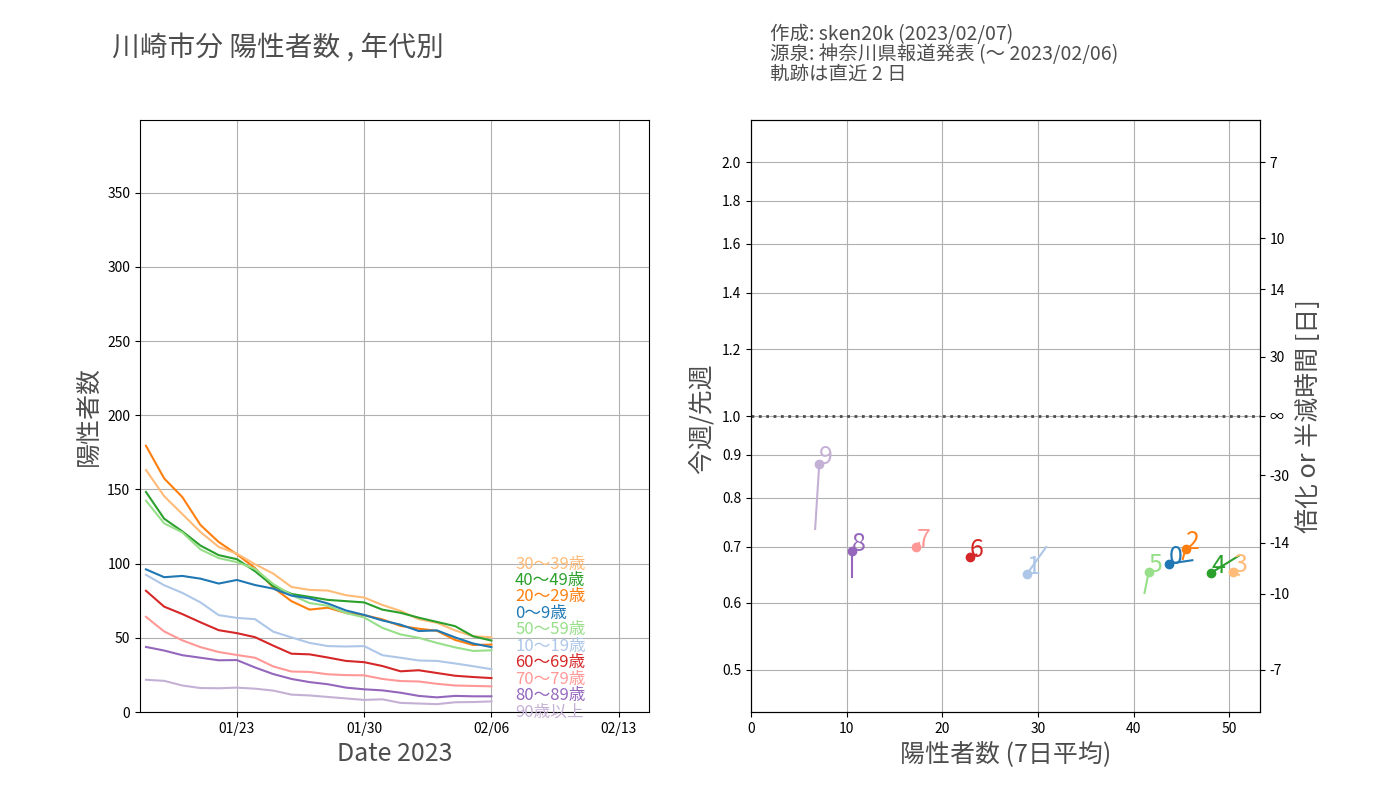 川崎市分 陽性者数 , 年代別
作成: sken20k (2023/02/07)
源泉: 神奈川県報道発表 (～ 2023/02/06)
軌跡は直近 2 日
陽性者数
350
300
250
200
150
100
50
0
30～39歳
40～49歳
20～29歳
0～9歳
50～59歳
10～19歳
60～69歳
70～79歳
80～89歳
90歳以上
01/23
01/30
02/06
02/13
Date 2023
今週/先週
2.0
1.8
1.6
1.4
1.2
1.0
0.9
0.8
0.7
0.6
0.5
9
8
7
6
1
5
0
2
4
3
7
10
14
30
∞
-30
-14
-10
-7
倍化 or 半減時間 [日]
0
10
20
30
40
50
陽性者数 (7日平均)